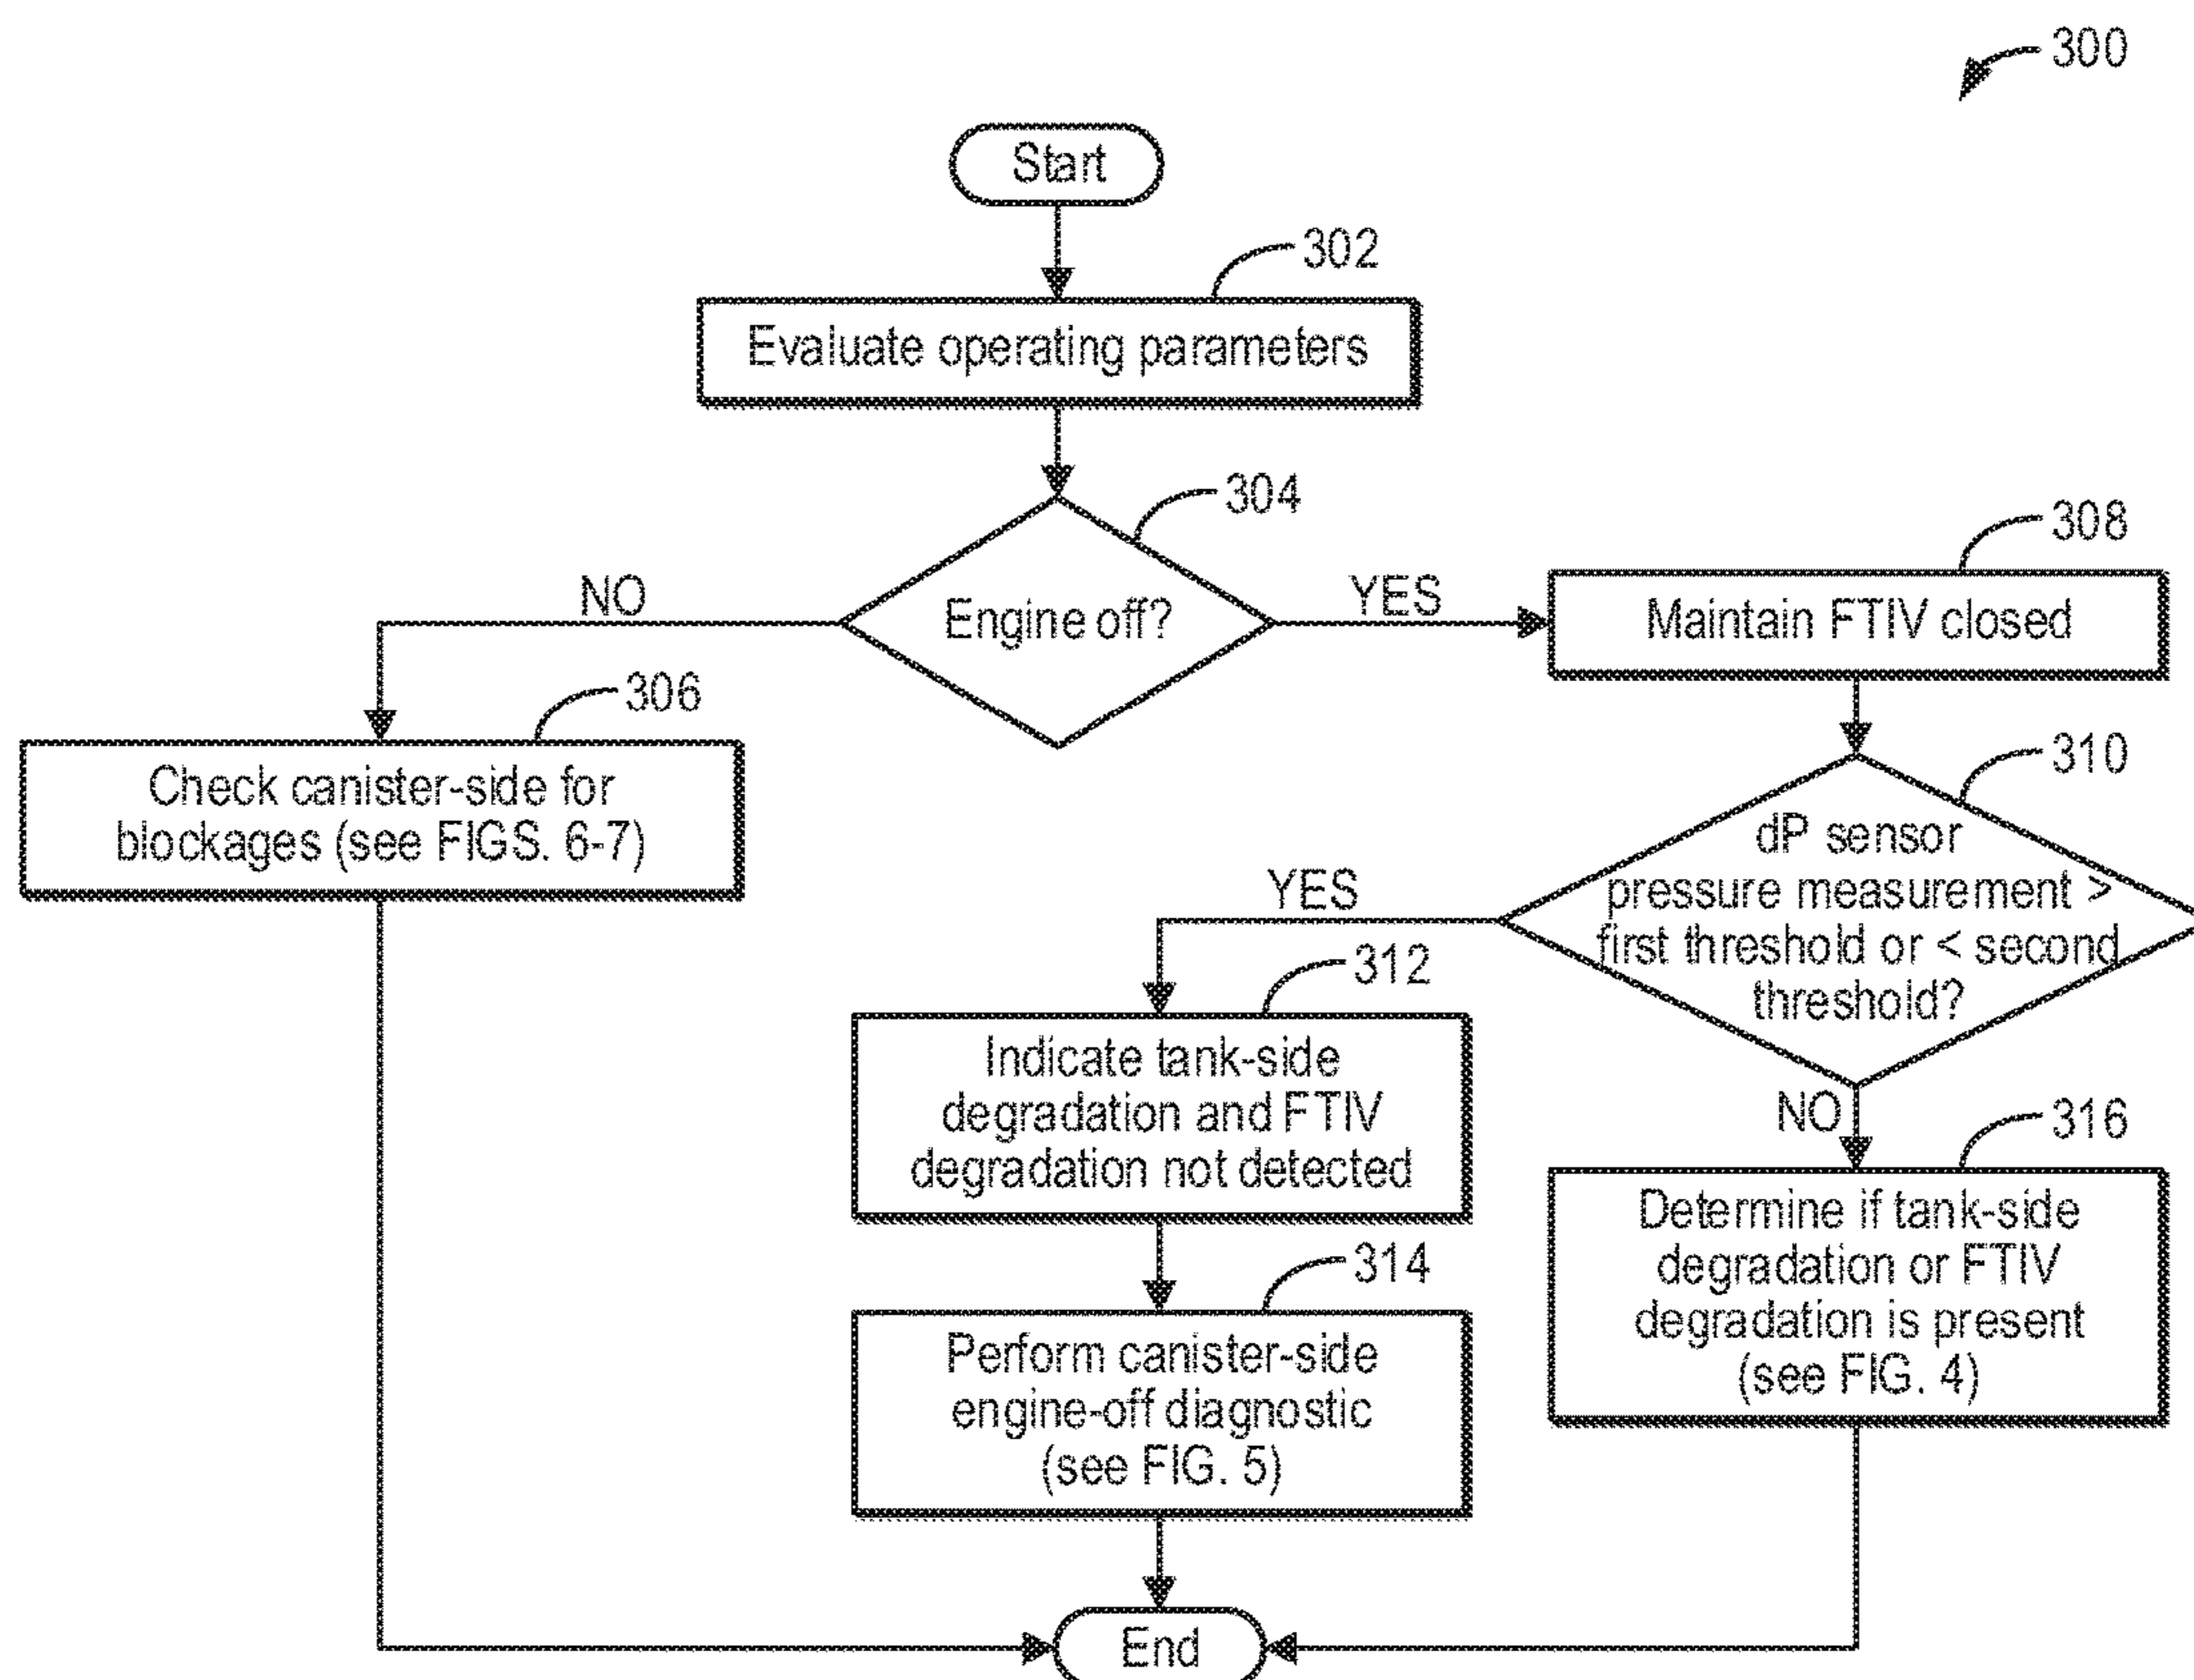 300
Start
302
Evaluate operating parameters
304
Engine off?
NO
YES
308
Maintain FTIV closed
306
Check canister-side for
blockages (see FIGS. 6-7)
310
dP sensor
pressure measurement >
first threshold or < second
threshold?
YES
NO
312
Indicate tank-side
degradation and FTIV
degradation not detected
316
Determine if tank-side
degradation or FTIV
degradation is present
(see FIG. 4)
314
Perform canister-side
engine-off diagnostic
(see FIG. 5)
End